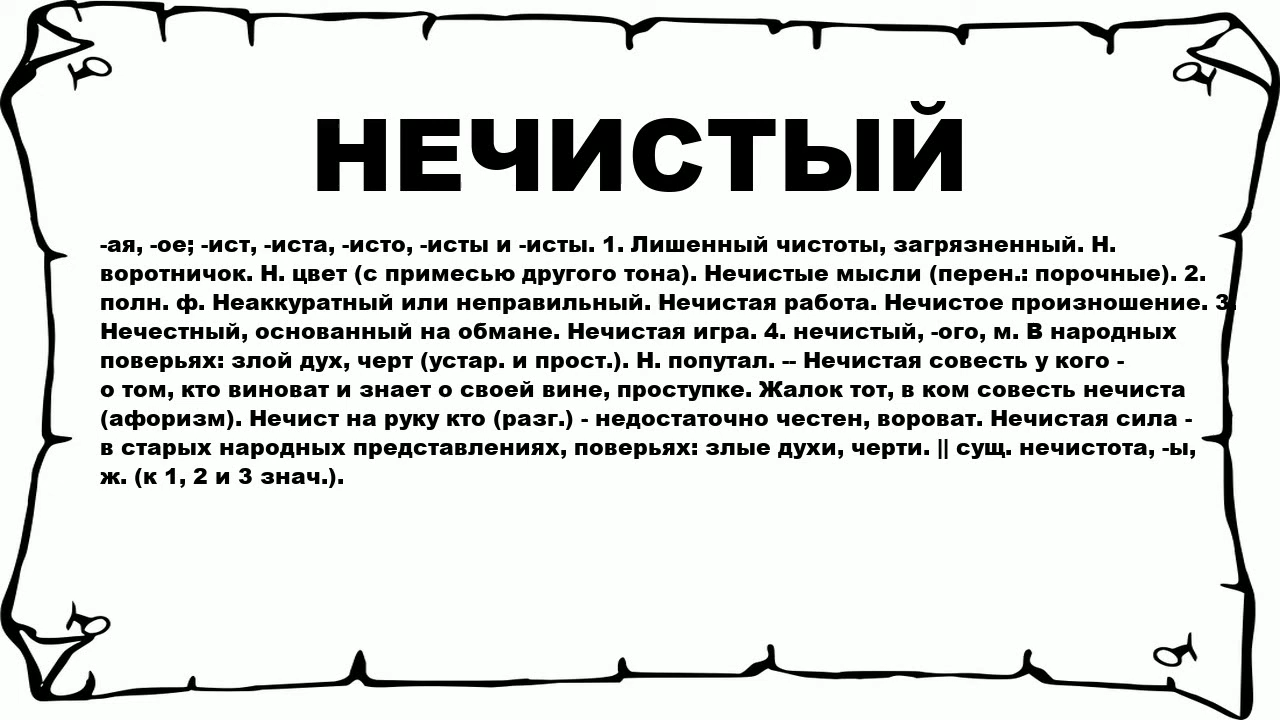 НЕЧИСТЫЙ
-ая, -ое; -ист, -иста, -исто, -исты и -исты. 1. Лишенный чистоты, загрязненный. Н.
воротничок. Н. цвет (с примесью другого тона). Нечистые мысли (перен.: порочные). 2.
полн. ф. Неаккуратный или неправильный. Нечистая работа. Нечистое произношение. 3.
Нечестный, основанный на обмане. Нечистая игра. 4. нечистый, -ого, м. В народных
поверьях: злой дух, черт (устар. и прост.). Н. попутал. -- Нечистая совесть у кого -
о том, кто виноват и знает о своей вине, проступке. Жалок тот, в ком совесть нечиста
(афоризм). Нечист на руку кто (разг.) - недостаточно честен, вороват. Нечистая сила -
в старых народных представлениях, поверьях: злые духи, черти. || сущ. нечистота, -ы,
ж. (к 1, 2 и 3 знач.).